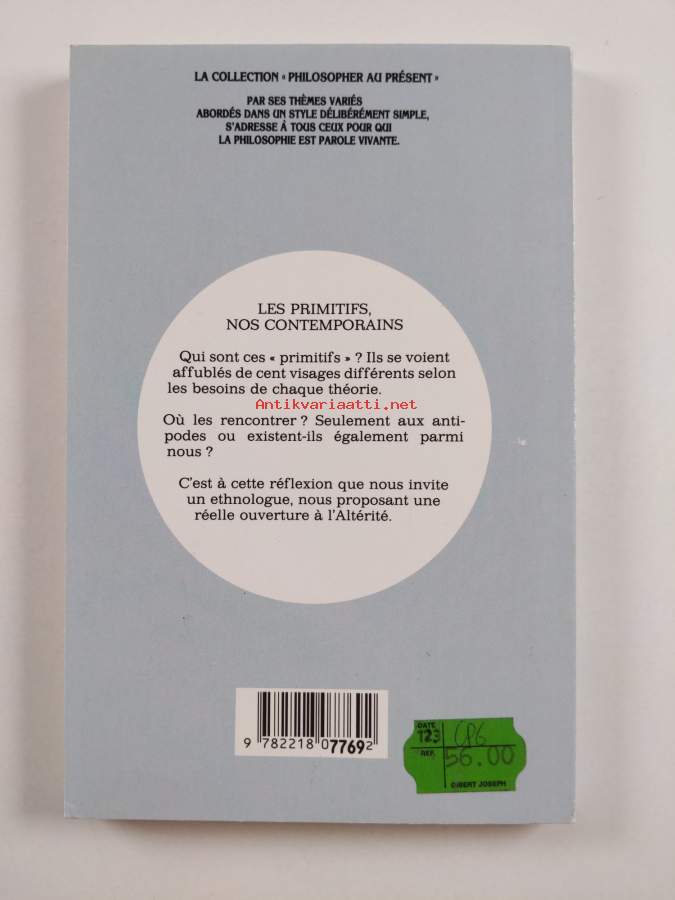 LA COLLECTION « PHILOSOPHER AU PRÉSENT »
PAR SES THÈMES VARIÉS
ABORDÉS DANS UN STYLE DÉLIBÉRÉMENT SIMPLE,
S'ADRESSE À TOUS CEUX POUR QUI
LA PHILOSOPHIE EST PAROLE VIVANTE.
LES PRIMITIFS,
NOS CONTEMPORAINS
Qui sont ces « primitifs » ? Ils se voient
affublés de cent visages différents selon
les besoins de chaque théorie.
Antikvariaatti.net
Où les rencontrer ? Seulement aux anti-
podes ou existent-ils également parmi
nous ?
C'est à cette réflexion que nous invite
un ethnologue, nous proposant une
réelle ouverture à l'Altérité.
9 782218 077692
DATE
123
REF.
56.00
GIBERT JOSEPH